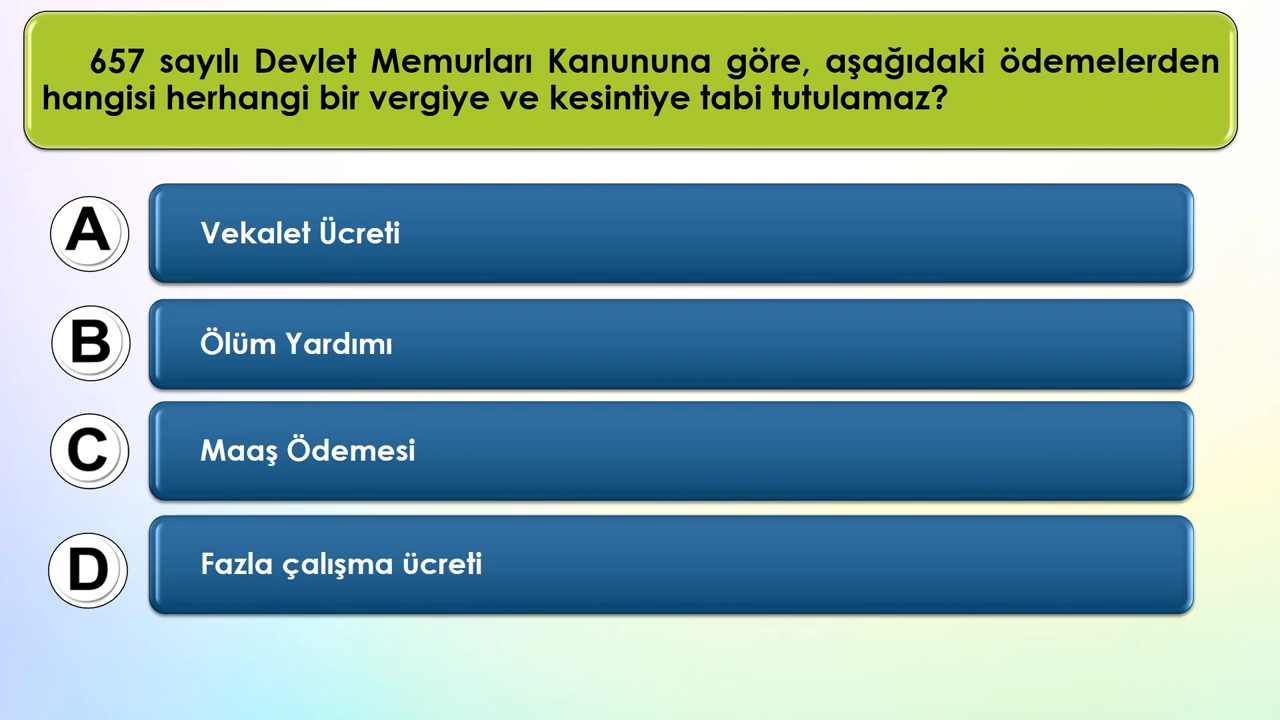 657 sayılı Devlet Memurları Kanununa göre, aşağıdaki ödemelerden
hangisi herhangi bir vergiye ve kesintiye tabi tutulamaz?
A Vekalet Ücreti
B Ölüm Yardımı
C Maaş Ödemesi
D Fazla çalışma ücreti